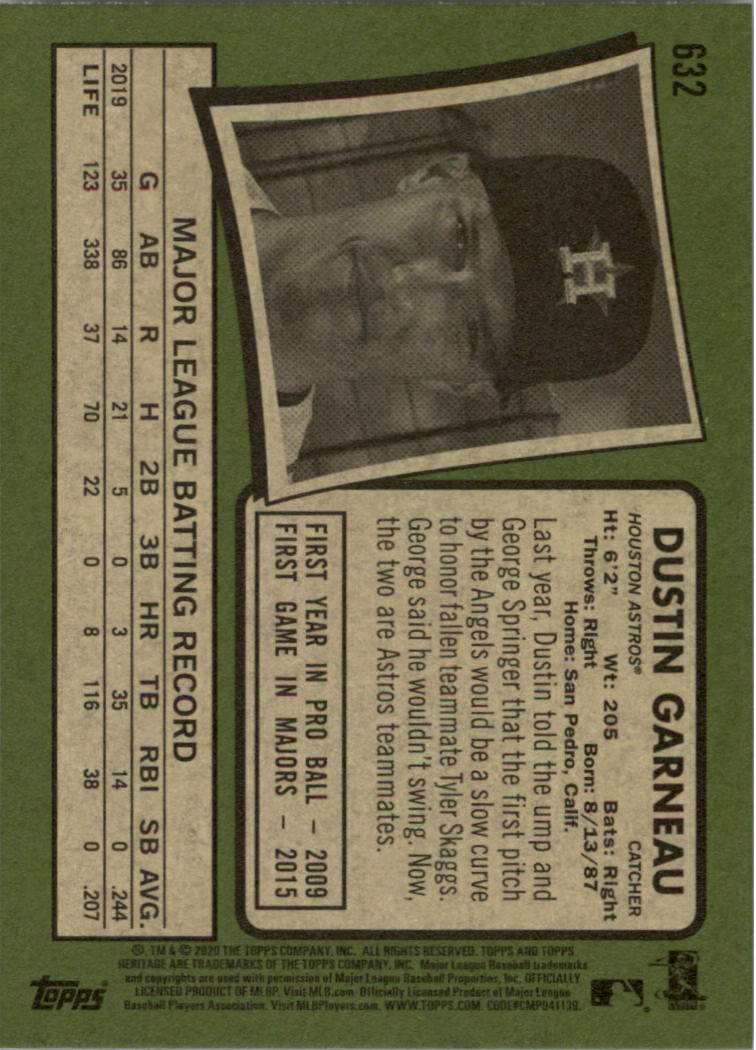 632
H
DUSTIN GARNEAU
HOUSTON ASTROS® CATCHER
Ht: 6'2" Wt: 205 Bats: Right
Throws: Right Born: 8/13/87
Home: San Pedro, Calif.
Last year, Dustin told the ump and
George Springer that the first pitch
by the Angels would be a slow curve
to honor fallen teammate Tyler Skaggs.
George said he wouldn't swing. Now,
the two are Astros teammates.
FIRST YEAR IN PRO BALL – 2009
FIRST GAME IN MAJORS – 2015
MAJOR LEAGUE BATTING RECORD
G AB R H 2B 3B HR TB RBI SB AVG.
2019 35 86 14 21 5 0 3 35 14 0 .244
LIFE 123 338 37 70 22 0 8 116 38 0 .207
®, TM & © 2020 THE TOPPS COMPANY, INC. ALL RIGHTS RESERVED. TOPPS AND TOPPS
HERITAGE ARE TRADEMARKS OF THE TOPPS COMPANY, INC. Major League Baseball trademarks
and copyrights are used with permission of Major League Baseball Properties, Inc. OFFICIALLY
LICENSED PRODUCT OF MLBP. Visit MLB.com. Officially Licensed Product of Major League
Baseball Players Association. Visit MLBPlayers.com. WWW.TOPPS.COM. CODE#CMP041139.
TOPPS